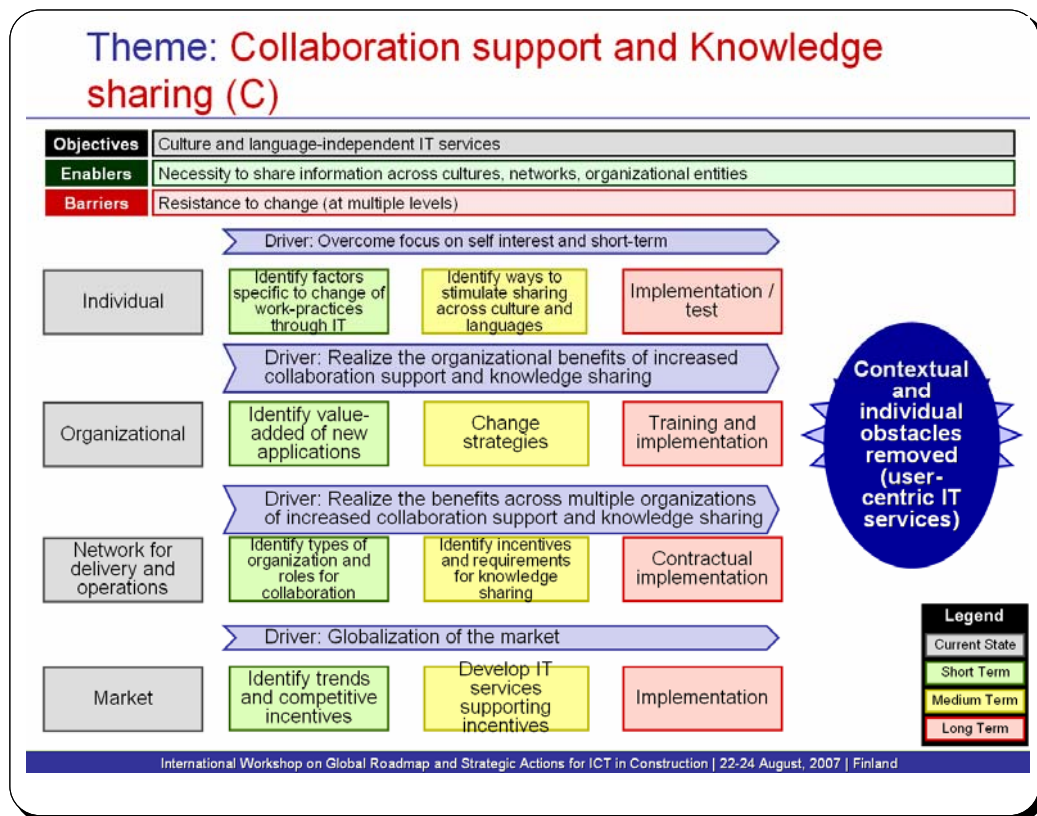 Theme: Collaboration support and Knowledge
sharing (C)
Objectives
Culture and language-independent IT services
Enablers
Necessity to share information across cultures, networks, organizational entities
Barriers
Resistance to change (at multiple levels)
Driver: Overcome focus on self interest and short-term
Individual
Identify factors
specific to change of
work-practices
through IT
Identify ways to
stimulate sharing
across culture and
languages
Implementation /
test
Driver: Realize the organizational benefits of increased
collaboration support and knowledge sharing
Organizational
Identify value-
added of new
applications
Change
strategies
Training and
implementation
Driver: Realize the benefits across multiple organizations
of increased collaboration support and knowledge sharing
Network for
delivery and
operations
Identify types of
organization and
roles for
collaboration
Identify incentives
and requirements
for knowledge
sharing
Contractual
implementation
Driver: Globalization of the market
Market
Identify trends
and competitive
incentives
Develop IT
services
supporting
incentives
Implementation
Contextual
and
individual
obstacles
removed
(user-
centric IT
services)
Legend
Current State
Short Term
Medium Term
Long Term
International Workshop on Global Roadmap and Strategic Actions for ICT in Construction | 22-24 August, 2007 | Finland